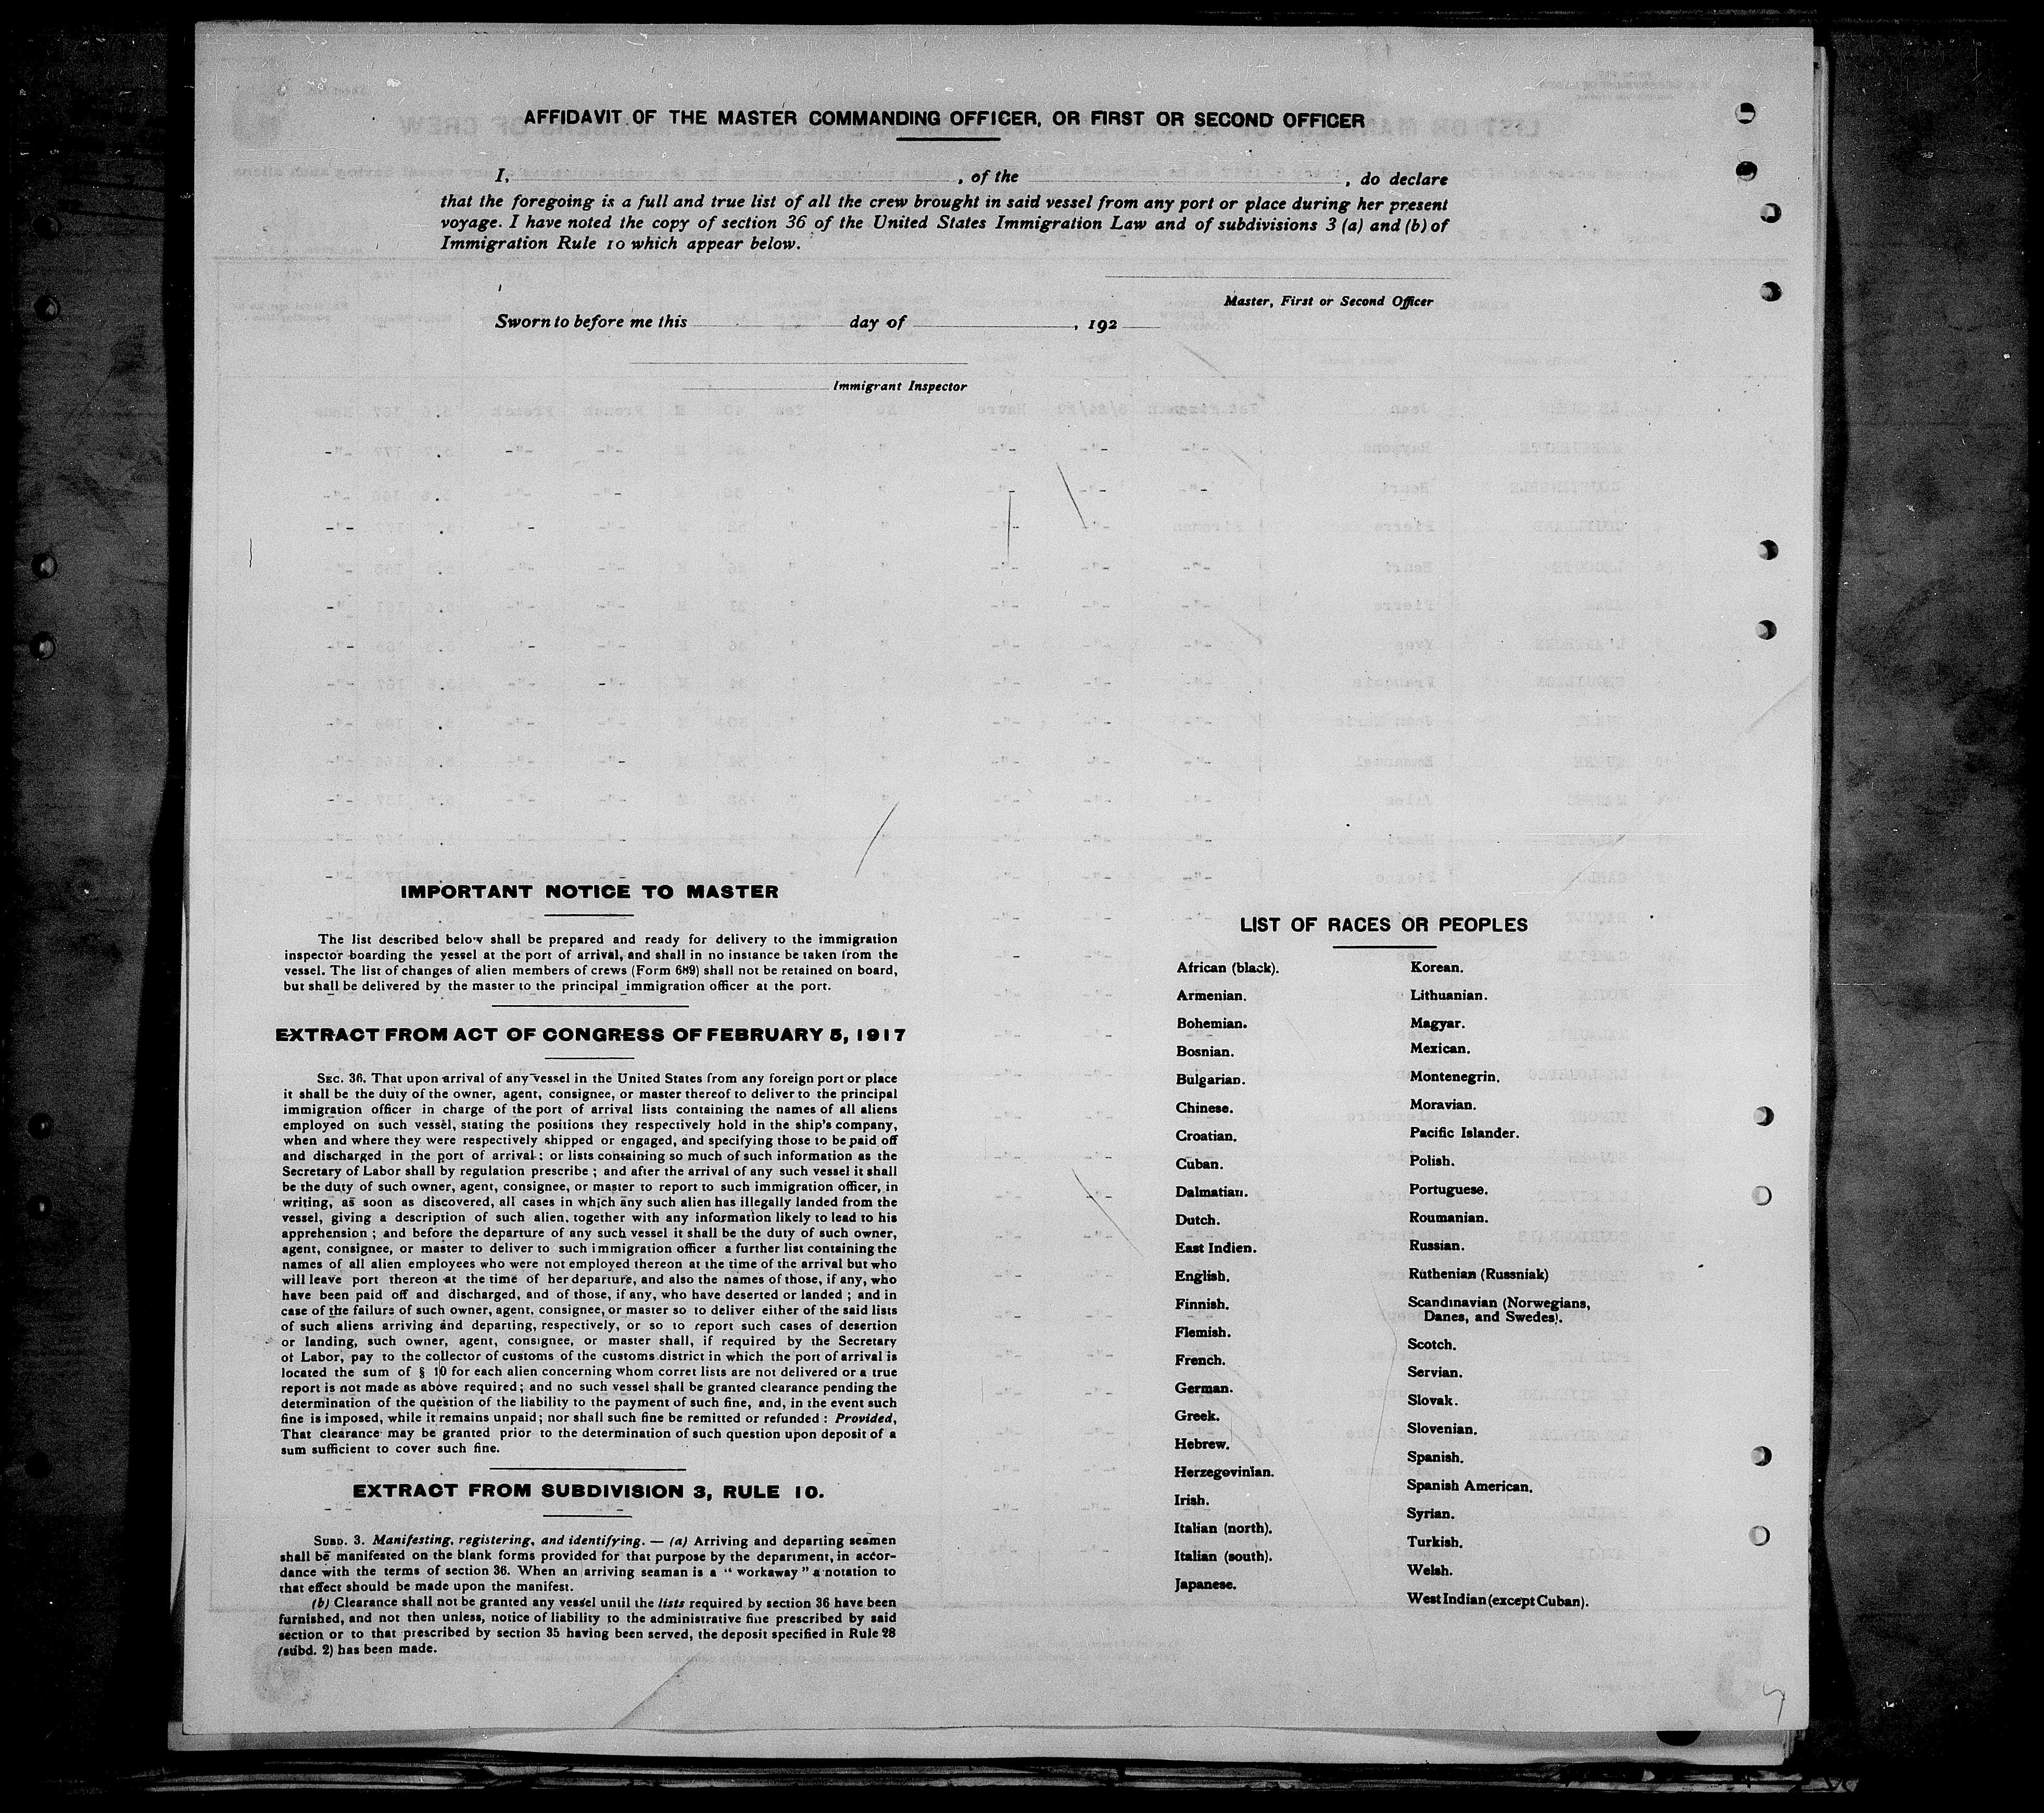 AFFIDAVIT OF THE MASTER COMMANDING OFFICER, OR FIRST OR SECOND OFFICER
I, , of the , do declare
that the foregoing is a full and true list of all the crew brought in said vessel from any port or place during her present
voyage. I have noted the copy of section 36 of the United States Immigration Law and of subdivisions 3 (a) and (b) of
Immigration Rule 10 which appear below.
Master, First or Second Officer
Sworn to before me this day of , 192
Immigrant Inspector
IMPORTANT NOTICE TO MASTER
The list described below shall be prepared and ready for delivery to the immigration
inspector boarding the vessel at the port of arrival, and shall in no instance be taken from the
vessel. The list of changes of alien members of crews (Form 689) shall not be retained on board,
but shall be delivered by the master to the principal immigration officer at the port.
EXTRACT FROM ACT OF CONGRESS OF FEBRUARY 5, 1917
SEC. 36. That upon arrival of any vessel in the United States from any foreign port or place
it shall be the duty of the owner, agent, consignee, or master thereof to deliver to the principal
immigration officer in charge of the port of arrival lists containing the names of all aliens
employed on such vessel, stating the positions they respectively hold in the ship's company,
when and where they were respectively shipped or engaged, and specifying those to be paid off
and discharged in the port of arrival; or lists containing so much of such information as the
Secretary of Labor shall by regulation prescribe ; and after the arrival of any such vessel it shall
be the duty of such owner, agent, consignee, or master to report to such immigration officer, in
writing, as soon as discovered, all cases in which any such alien has illegally landed from the
vessel, giving a description of such alien, together with any information likely to lead to his
apprehension ; and before the departure of any such vessel it shall be the duty of such owner,
agent, consignee, or master to deliver to such immigration officer a further list containing the
names of all alien employees who were not employed thereon at the time of the arrival but who
will leave port thereon at the time of her departure, and also the names of those, if any, who
have been paid off and discharged, and of those, if any, who have deserted or landed ; and in
case of the failure of such owner, agent, consignee, or master so to deliver either of the said lists
of such aliens arriving and departing, respectively, or so to report such cases of desertion
or landing, such owner, agent, consignee, or master shall, if required by the Secretary
of Labor, pay to the collector of customs of the customs district in which the port of arrival is
located the sum of § 10 for each alien concerning whom corret lists are not delivered or a true
report is not made as above required; and no such vessel shall be granted clearance pending the
determination of the question of the liability to the payment of such fine, and, in the event such
fine is imposed, while it remains unpaid; nor shall such fine be remitted or refunded : Provided,
That clearance may be granted prior to the determination of such question upon deposit of a
sum sufficient to cover such fine.
EXTRACT FROM SUBDIVISION 3, RULE 10.
SUBD. 3. Manifesting, registering, and identifying. — (a) Arriving and departing seamen
shall be manifested on the blank forms provided for that purpose by the department, in accor-
dance with the terms of section 36. When an arriving seaman is a "workaway" a notation to
that effect should be made upon the manifest.
(b) Clearance shall not be granted any vessel until the lists required by section 36 have been
furnished, and not then unless, notice of liability to the administrative fine prescribed by said
section or to that prescribed by section 35 having been served, the deposit specified in Rule 28
(subd. 2) has been made.
LIST OF RACES OR PEOPLES
African (black).
Armenian.
Bohemian.
Bosnian.
Bulgarian.
Chinese.
Croatian.
Cuban.
Dalmatian.
Dutch.
East Indien.
English.
Finnish.
Flemish.
French.
German.
Greek.
Hebrew.
Herzegovinian.
Irish.
Italian (north).
Italian (south).
Japanese.
Korean.
Lithuanian.
Magyar.
Mexican.
Montenegrin.
Moravian.
Pacific Islander.
Polish.
Portuguese.
Roumanian.
Russian.
Ruthenian (Russniak)
Scandinavian (Norwegians,
Danes, and Swedes).
Scotch.
Servian.
Slovak.
Slovenian.
Spanish.
Spanish American.
Syrian.
Turkish.
Welsh.
West Indian (except Cuban).